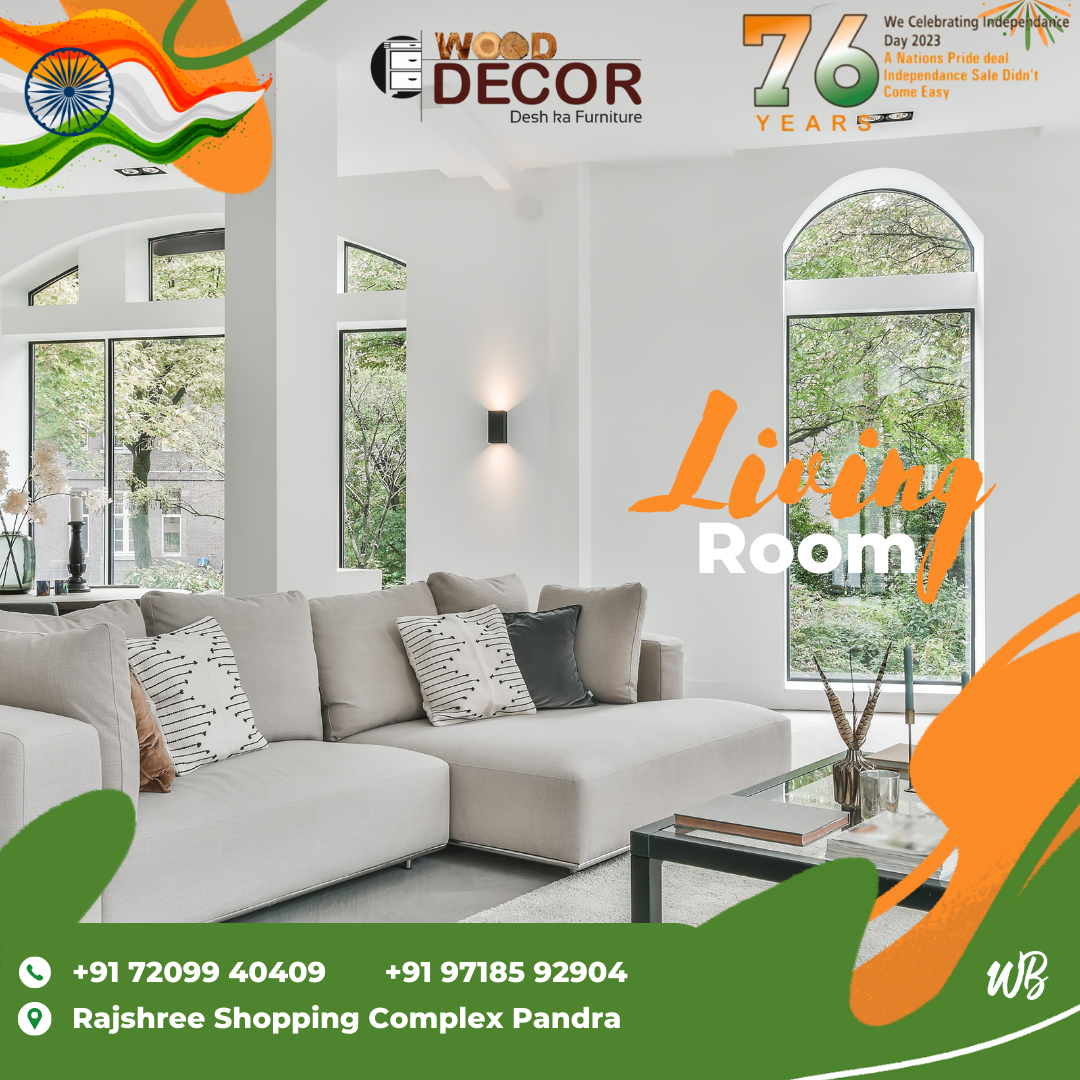 WOOD
DECOR
Desh ka Furniture
76
YEARS
We Celebrating Independance
Day 2023
A Nations Pride deal
Independance Sale Didn't
Come Easy
Living
Room
+91 72099 40409 +91 97185 92904
Rajshree Shopping Complex Pandra
WB